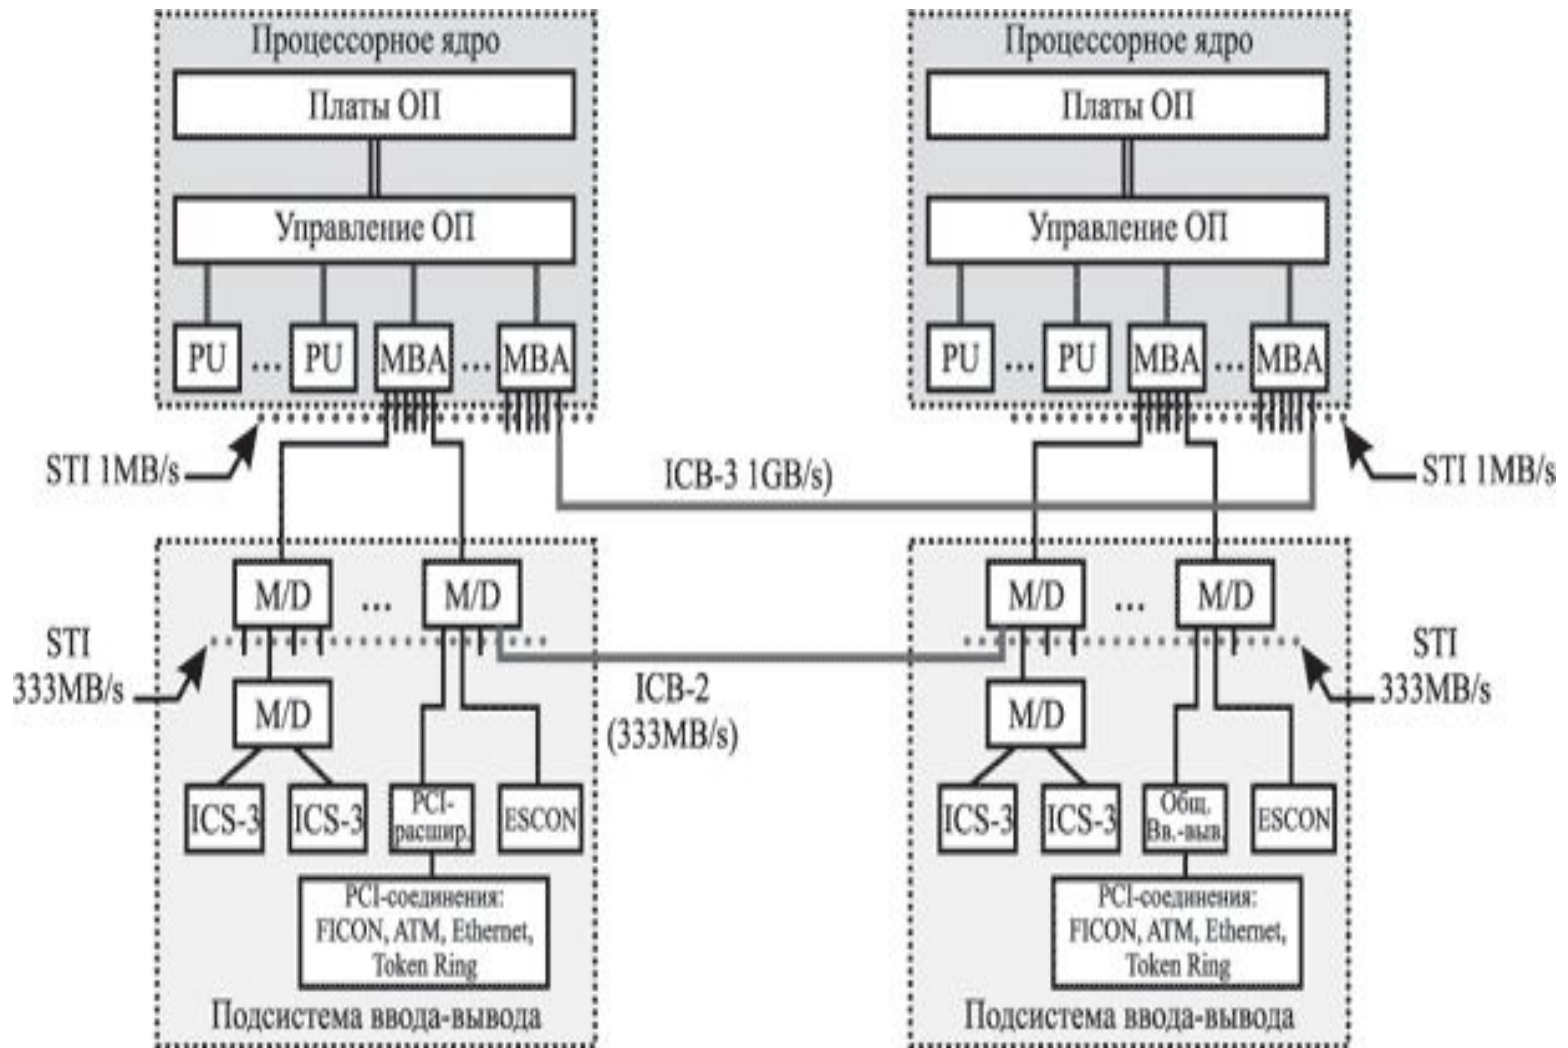 Процессорное ядро
Платы ОП
Управление ОП
PU ... PU MBA ... MBA
STI 1MB/s
Процессорное ядро
Платы ОП
Управление ОП
PU ... PU MBA ... MBA
STI 1MB/s
ICB-3 1GB/s)
M/D ... M/D
STI
333MB/s
M/D
ICS-3 ICS-3
PCI-
расшир.
ESCON
PCI-соединения:
FICON, ATM, Ethernet,
Token Ring
Подсистема ввода-вывода
ICB-2
(333MB/s)
M/D ... M/D
STI
333MB/s
M/D
ICS-3 ICS-3
Общ.
Вв.-выв.
ESCON
PCI-соединения:
FICON, ATM, Ethernet,
Token Ring
Подсистема ввода-вывода